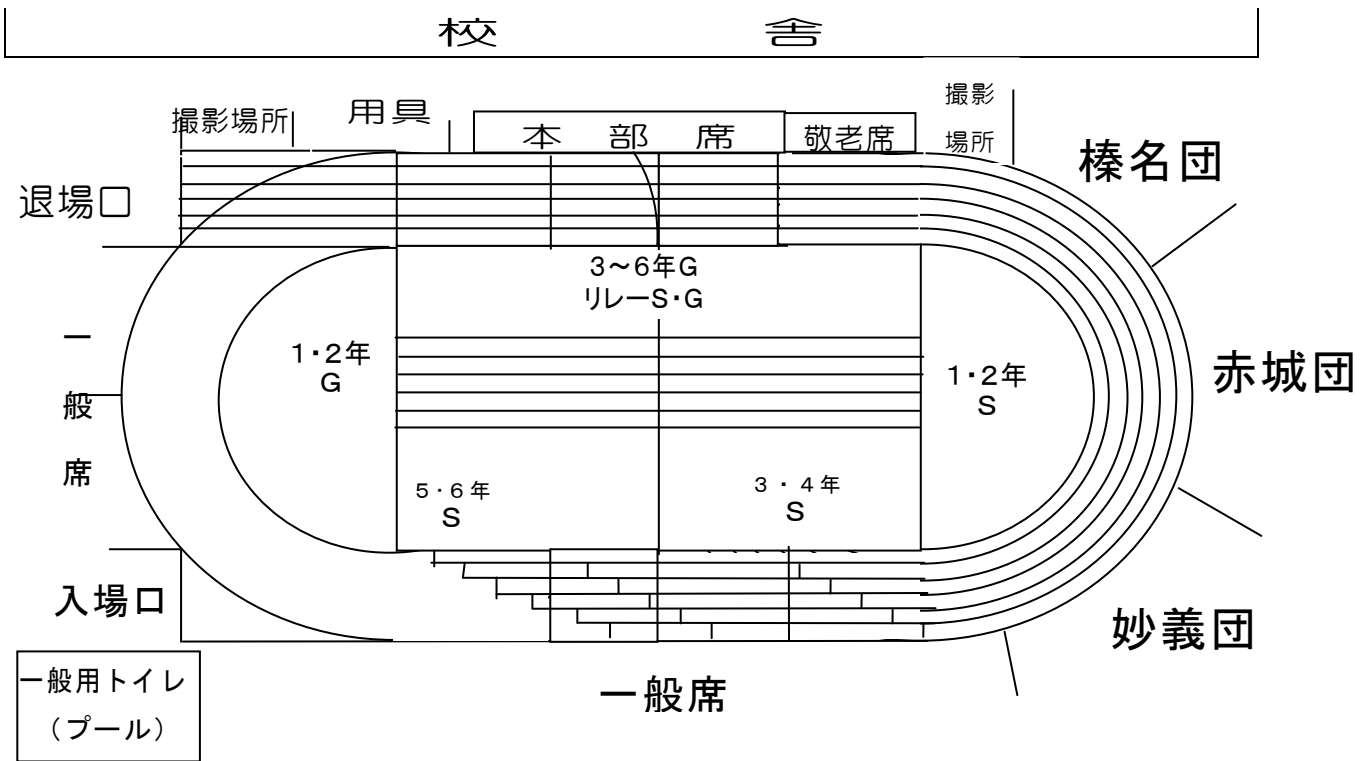 校　舎
撮影
撮影場所
用具
本　部　席
敬老席
場所
榛名団
退場口
3～6年G
リレーS・G
一
般
席
1・2年
G
1・2年
S
赤城団
5・6年
S
3・4年
S
入場口
妙義団
一般用トイレ
（プール）
一般席